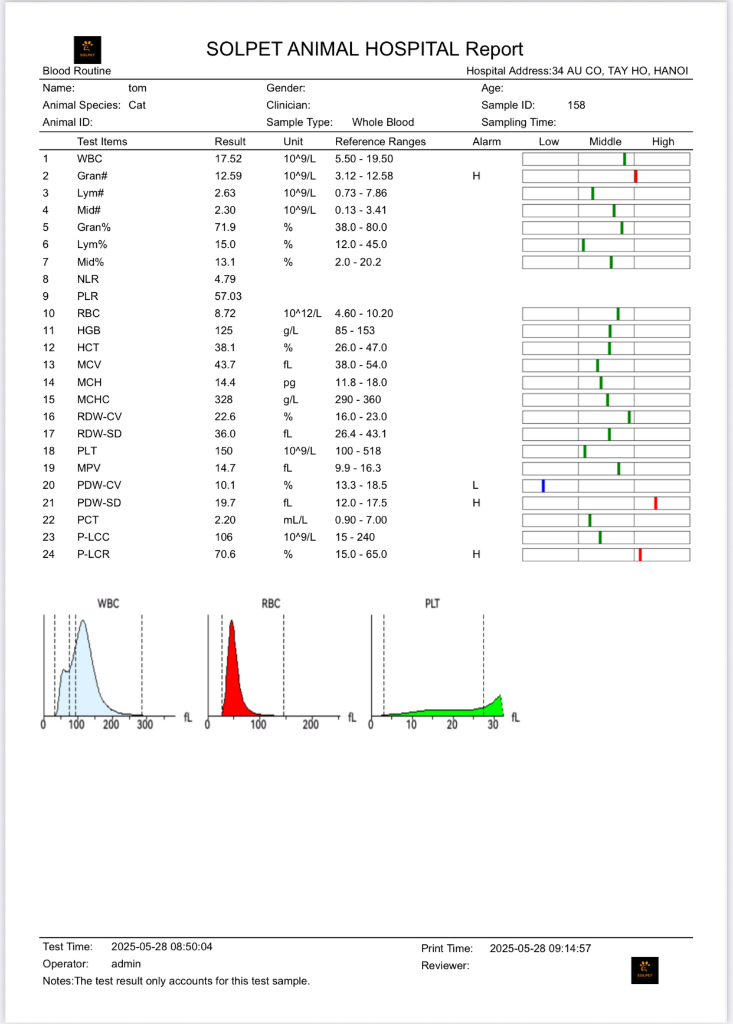 SOLPET
SOLPET ANIMAL HOSPITAL Report
Blood Routine Hospital Address:34 AU CO, TAY HO, HANOI
Name: tom Gender: Age:
Animal Species: Cat Clinician: Sample ID: 158
Animal ID: Sample Type: Whole Blood Sampling Time:
Test Items Result Unit Reference Ranges Alarm Low Middle High
1 WBC 17.52 10^9/L 5.50 - 19.50
2 Gran# 12.59 10^9/L 3.12 - 12.58 H
3 Lym# 2.63 10^9/L 0.73 - 7.86
4 Mid# 2.30 10^9/L 0.13 - 3.41
5 Gran% 71.9 % 38.0 - 80.0
6 Lym% 15.0 % 12.0 - 45.0
7 Mid% 13.1 % 2.0 - 20.2
8 NLR 4.79
9 PLR 57.03
10 RBC 8.72 10^12/L 4.60 - 10.20
11 HGB 125 g/L 85 - 153
12 HCT 38.1 % 26.0 - 47.0
13 MCV 43.7 fL 38.0 - 54.0
14 MCH 14.4 pg 11.8 - 18.0
15 MCHC 328 g/L 290 - 360
16 RDW-CV 22.6 % 16.0 - 23.0
17 RDW-SD 36.0 fL 26.4 - 43.1
18 PLT 150 10^9/L 100 - 518
19 MPV 14.7 fL 9.9 - 16.3
20 PDW-CV 10.1 % 13.3 - 18.5 L
21 PDW-SD 19.7 fL 12.0 - 17.5 H
22 PCT 2.20 mL/L 0.90 - 7.00
23 P-LCC 106 10^9/L 15 - 240
24 P-LCR 70.6 % 15.0 - 65.0 H
WBC RBC PLT
0 100 200 300 fL 0 200 fL 0 10 20 30 fL
Test Time: 2025-05-28 08:50:04 Print Time: 2025-05-28 09:14:57
Operator: admin Reviewer:
Notes:The test result only accounts for this test sample.
SOLPET